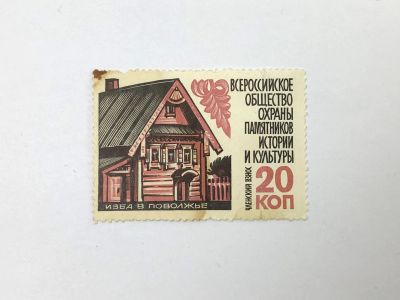 ВСЕРОССИЙСКОЕ
ОБЩЕСТВО
ОХРАНЫ
ПАМЯТНИКОВ
ИСТОРИИ
И КУЛЬТУРЫ
ЧЛЕНСКИЙ ВЗНОС
20
КОП
ИЗБА В ПОВОЛЖЬЕ